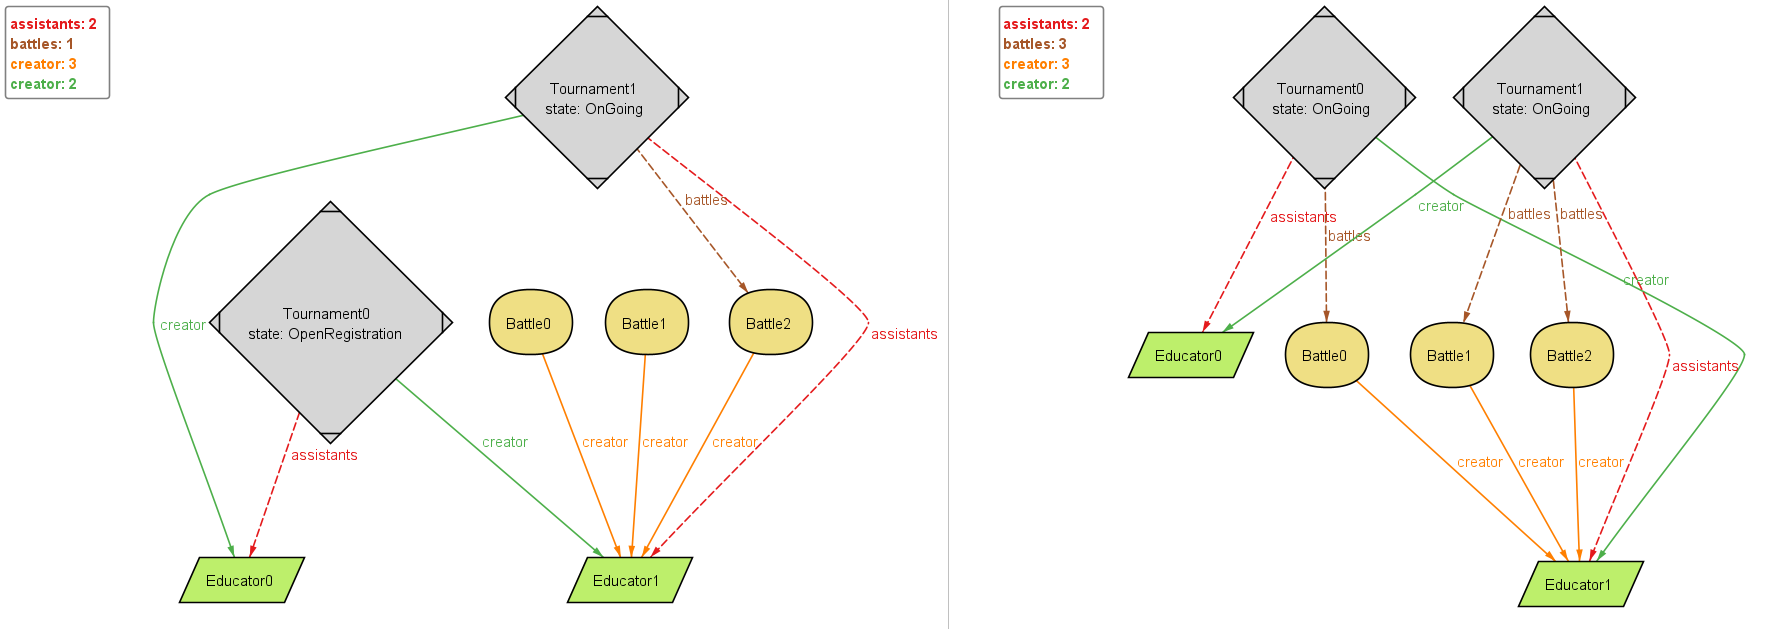 assistants: 2
battles: 1
creator: 3
creator: 2
Tournament1
state: OnGoing
battles
Tournament0
state: OpenRegistration
creator
Battle0
Battle1
Battle2
assistants
assistants
creator
creator
creator
creator
Educator0
Educator1
assistants: 2
battles: 3
creator: 3
creator: 2
Tournament0
state: OnGoing
Tournament1
state: OnGoing
assistants
battles
creator
battles
battles
creator
Educator0
Battle0
Battle1
Battle2
assistants
creator
creator
creator
Educator1